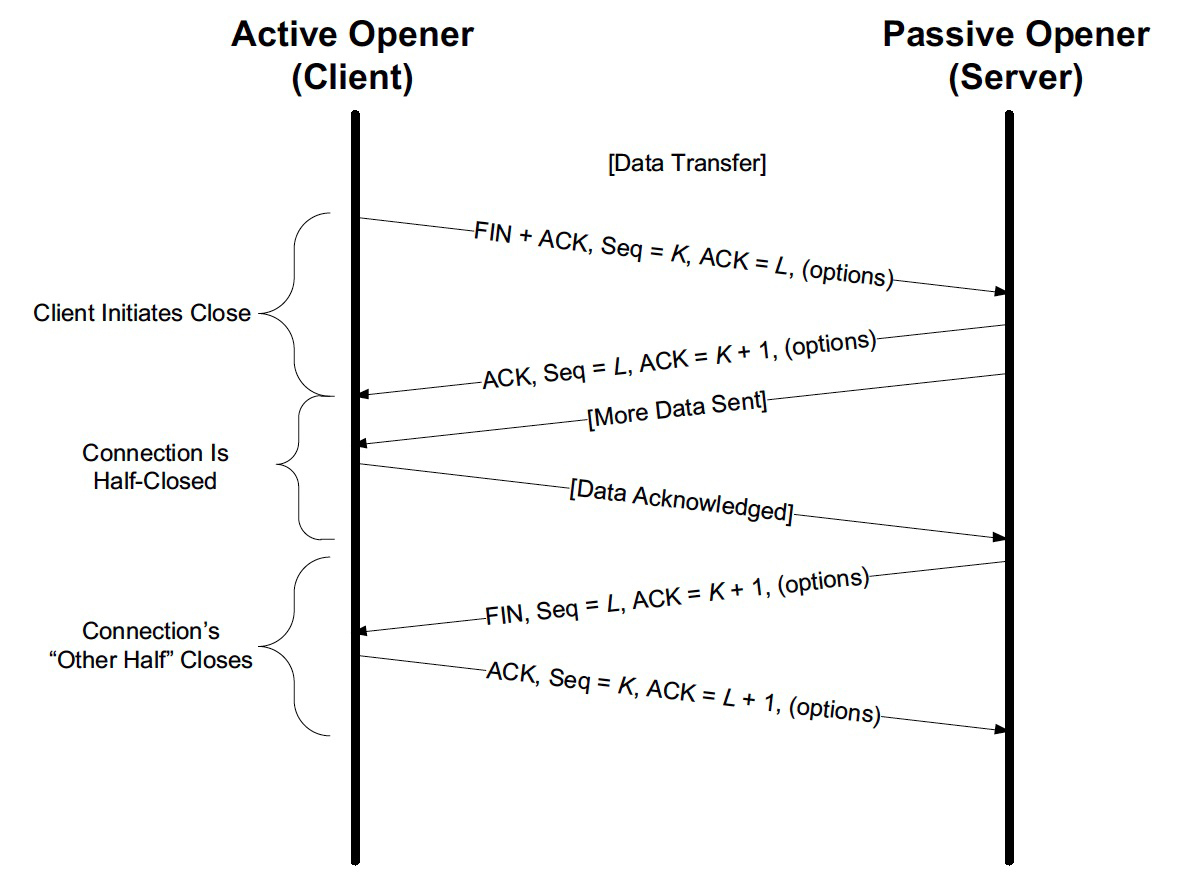 Active Opener
(Client)
Passive Opener
(Server)
[Data Transfer]
FIN + ACK, Seq = K, ACK = L, (options)
Client Initiates Close
ACK, Seq = L, ACK = K + 1, (options)
[More Data Sent]
Connection Is
Half-Closed
[Data Acknowledged]
FIN, Seq = L, ACK = K + 1, (options)
Connection’s
“Other Half” Closes
ACK, Seq = K, ACK = L + 1, (options)